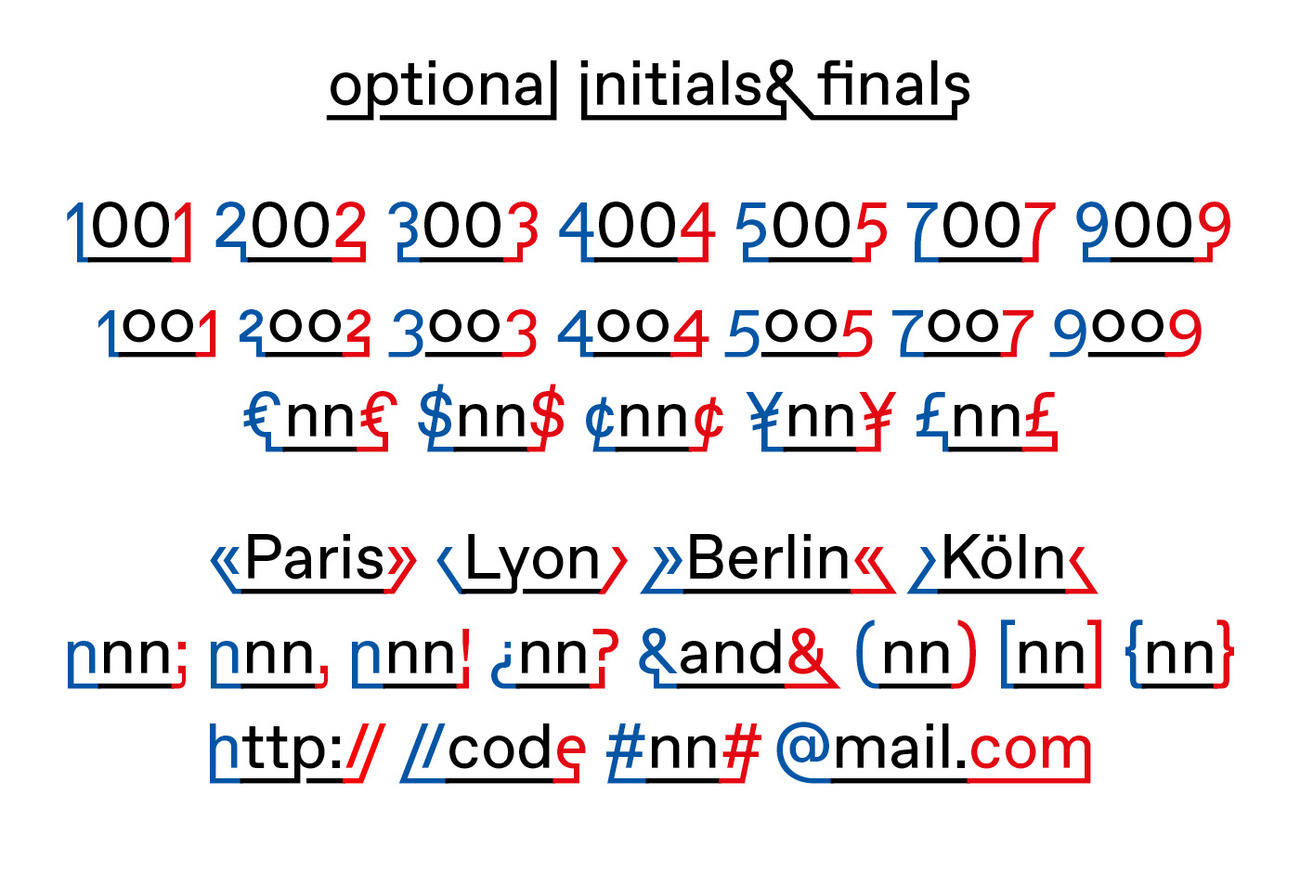 optional initials& finals
1001 2002 3003 4004 5005 7007 9009
1001 2002 3003 4004 5005 7007 9009
€nn€ $nn$ ¢nn¢ ¥nn¥ £nn£
«Paris» ‹Lyon› »Berlin« ›Köln‹
nnn; nnn, nnn! ¿nn? &and& (nn) [nn] {nn}
http:// //code #nn# @mail.com